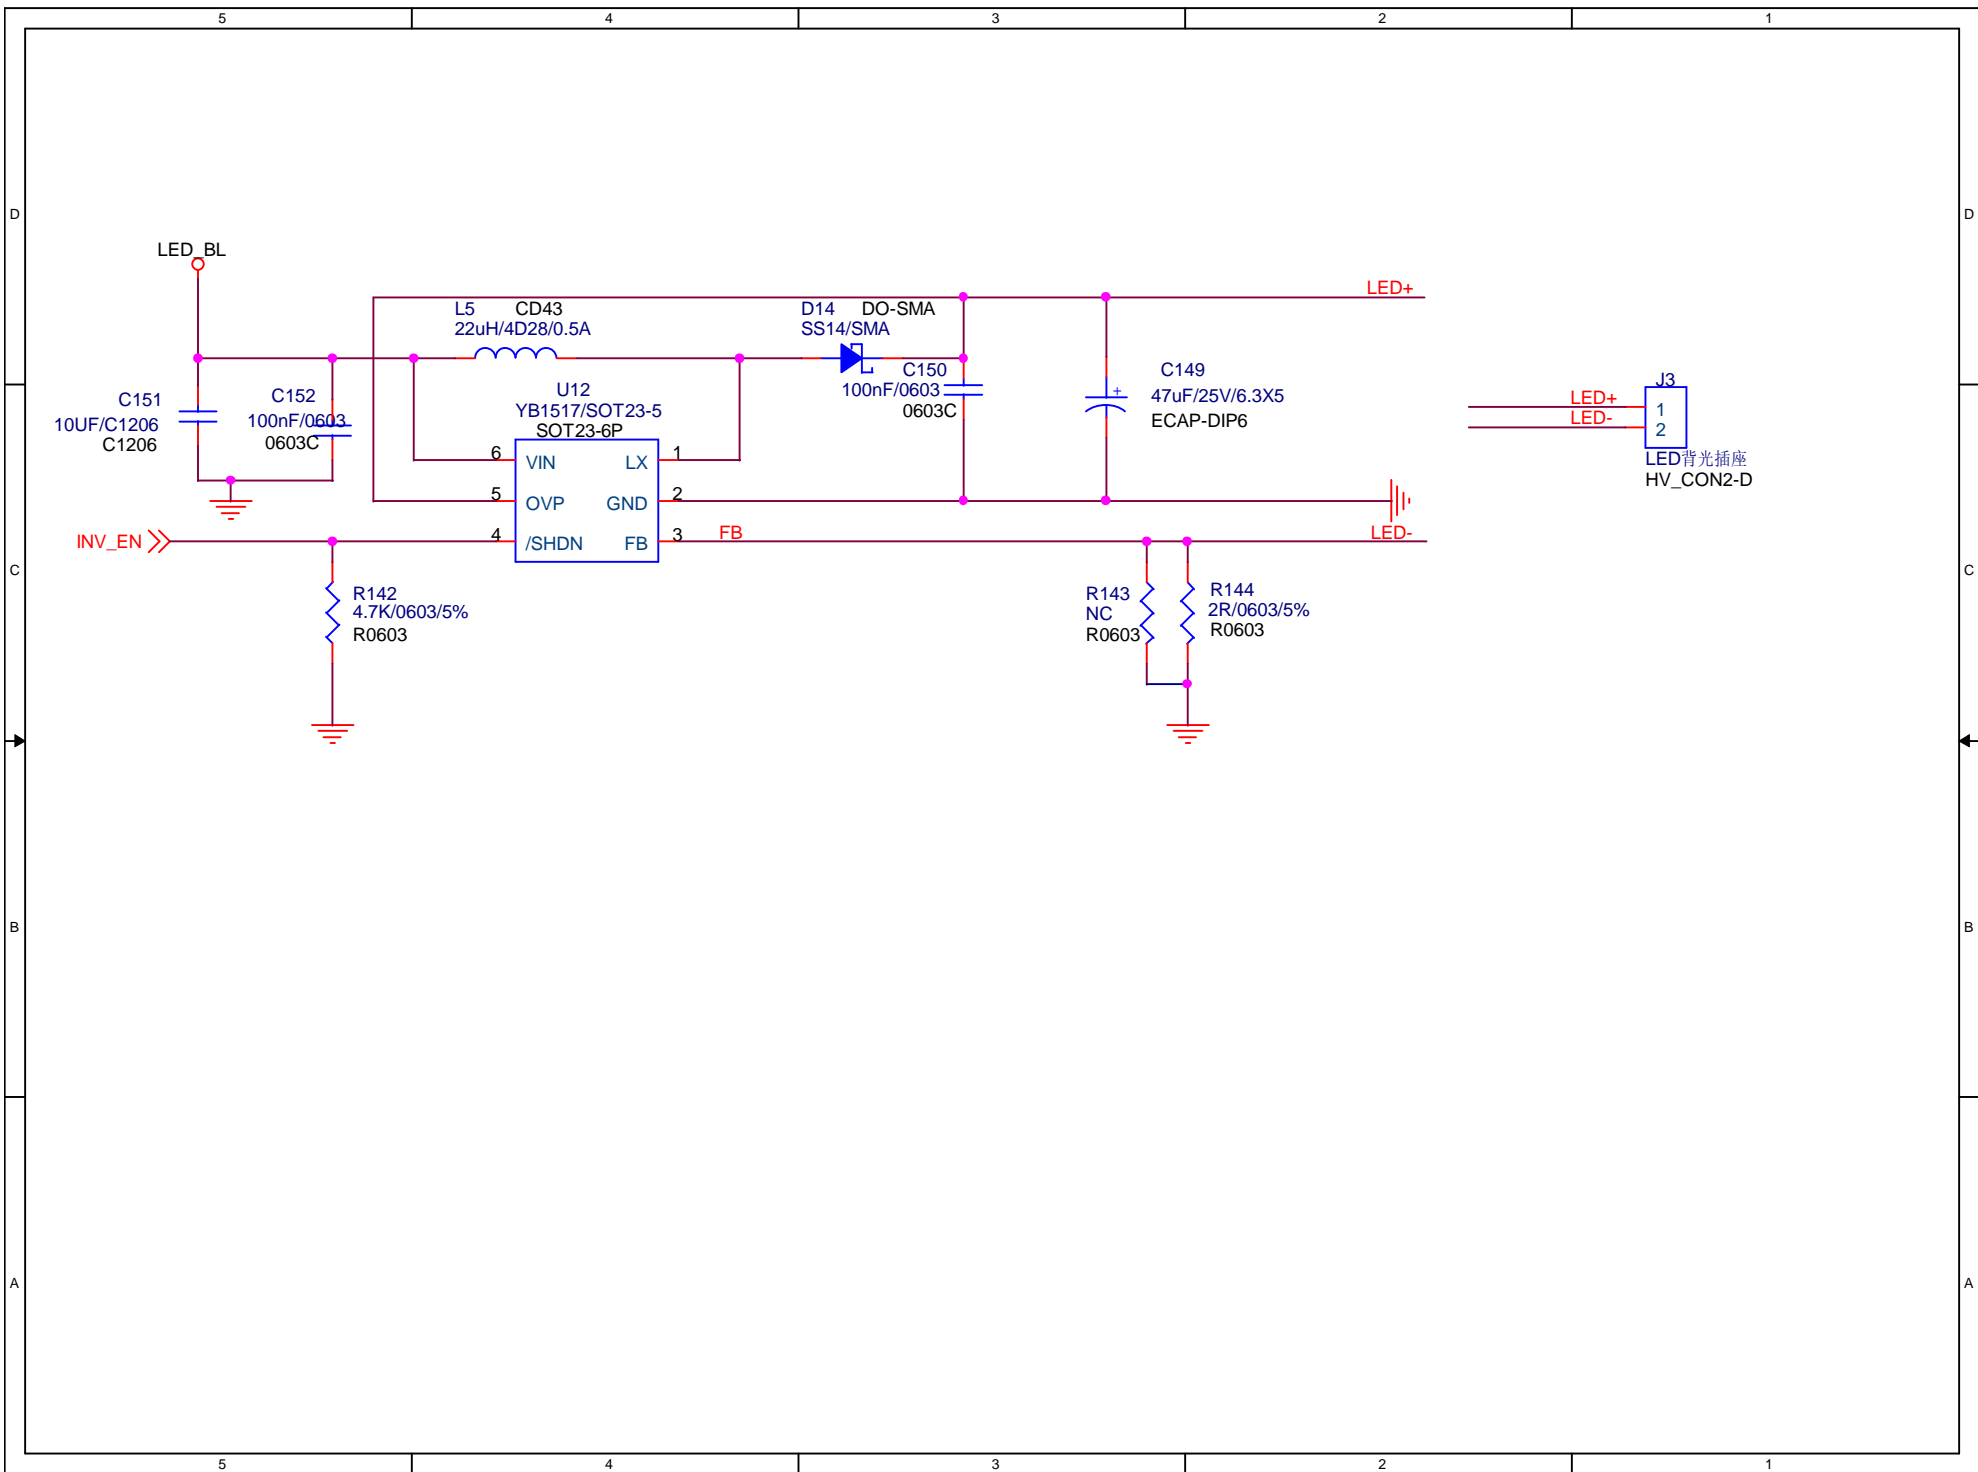 5 4 3 2 1
D D
LED_BL
LED+
L5 CD43
22uH/4D28/0.5A
D14 DO-SMA
SS14/SMA
C150
100nF/0603
0603C
C149
47uF/25V/6.3X5
ECAP-DIP6
C151
10UF/C1206
C1206
C152
100nF/0603
0603C
U12
YB1517/SOT23-5
SOT23-6P
6 VIN LX 1
5 OVP GND 2
4 /SHDN FB 3
FB
LED-
INV_EN
J3
LED+ 1
LED- 2
LED背光插座
HV_CON2-D
C C
R142
4.7K/0603/5%
R0603
R143
NC
R0603
R144
2R/0603/5%
R0603
B B
A A
5 4 3 2 1